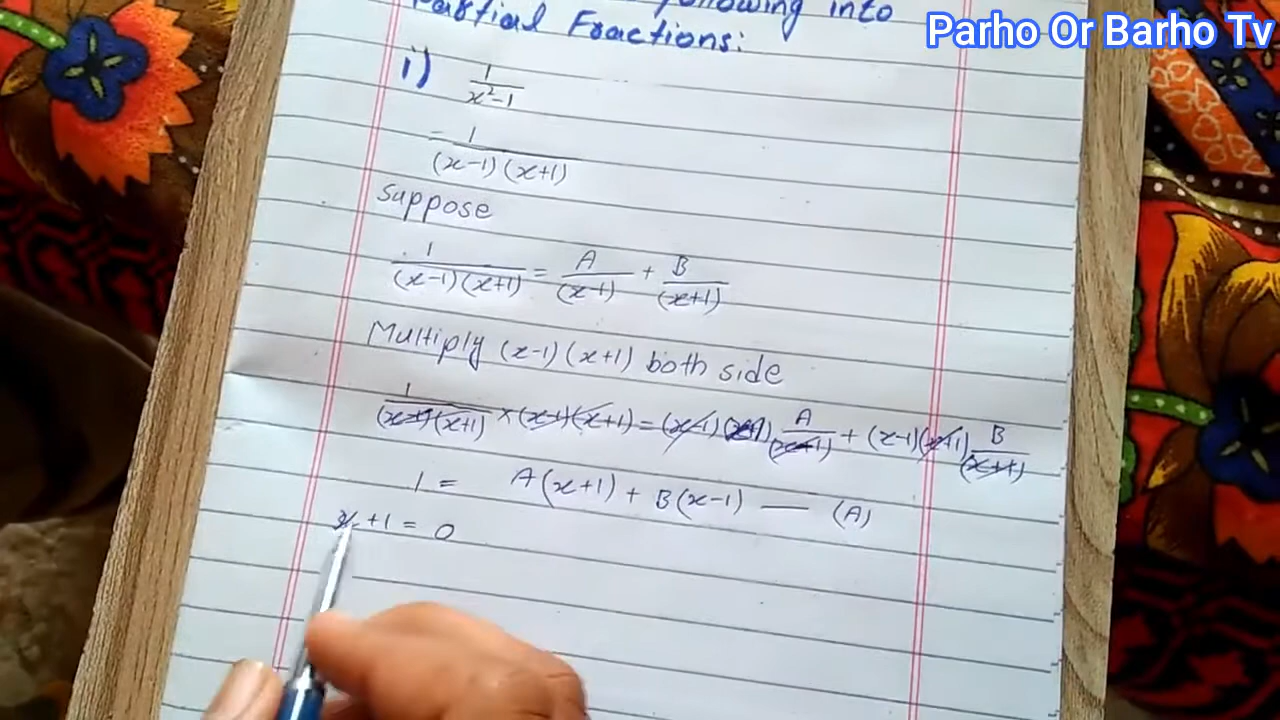 Parho Or Barho Tv
following into
Partial Fractions:
i) 1/(x²-1)
= 1/((x-1)(x+1))
Suppose
1/((x-1)(x+1)) = A/(x-1) + B/(x+1)
Multiply (x-1)(x+1) both side
1/((x-1)(x+1)) × (x-1)(x+1) = (x-1)(x+1) A/(x-1) + (x-1)(x+1) B/(x+1)
1 = A(x+1) + B(x-1) — (A)
+1 = 0